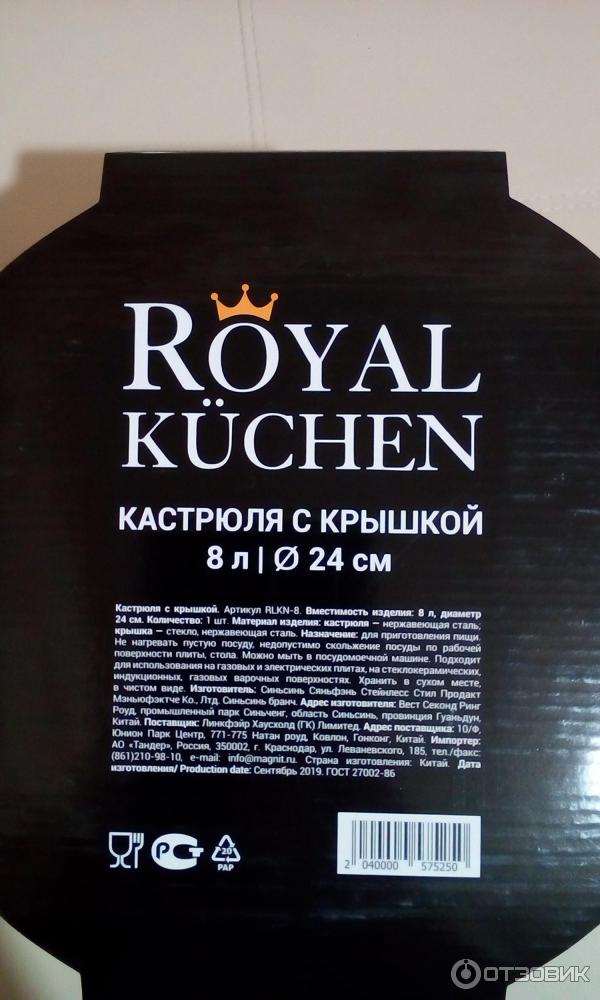 ROYAL
KÜCHEN
КАСТРЮЛЯ С КРЫШКОЙ
8 л | Ø 24 см
Кастрюля с крышкой. Артикул RLKN-8. Вместимость изделия: 8 л, диаметр
24 см. Количество: 1 шт. Материал изделия: кастрюля — нержавеющая сталь;
крышка — стекло, нержавеющая сталь. Назначение: для приготовления пищи.
Не нагревать пустую посуду, недопустимо скольжение посуды по рабочей
поверхности плиты, стола. Можно мыть в посудомоечной машине. Подходит
для использования на газовых и электрических плитах, на стеклокерамических,
индукционных, газовых варочных поверхностях. Хранить в сухом месте,
в чистом виде. Изготовитель: Синьсинь Сяньфэнь Стейнлесс Стил Продакт
Мэньюфэктче Ко., Лтд. Синьсинь бранч. Адрес изготовителя: Вест Секонд Ринг
Роуд, промышленный парк Синьченг, область Синьсинь, провинция Гуаньдун,
Китай. Поставщик: Линкфэйр Хаусхолд (ГК) Лимитед. Адрес поставщика: 10/Ф,
Юнион Парк Центр, 771-775 Натан роуд, Ковлон, Гонконг, Китай. Импортер:
АО «Тандер», Россия, 350002, г. Краснодар, ул. Леваневского, 185, тел./факс:
(861)210-98-10, e-mail: info@magnit.ru. Страна изготовления: Китай. Дата
изготовления/ Production date: Сентябрь 2019. ГОСТ 27002-86
РСТ
20
PAP
2 040000 575250
ОТЗОВИК